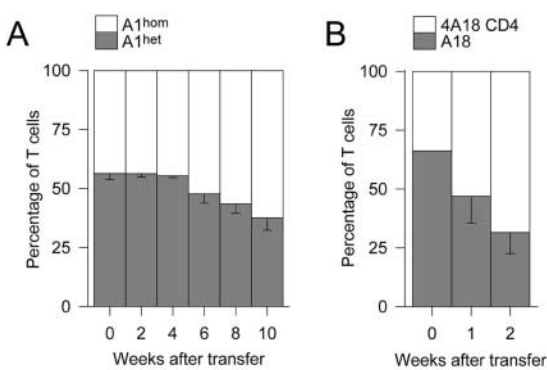 A
A1hom
A1het
Percentage of T cells
100
75
50
25
0
0 2 4 6 8 10
Weeks after transfer
B
4A18 CD4
A18
Percentage of T cells
100
75
50
25
0
0 1 2
Weeks after transfer